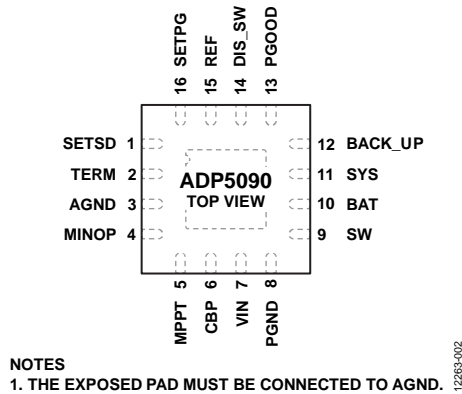 16 SETPG
15 REF
14 DIS_SW
13 PGOOD
SETSD 1
TERM 2
AGND 3
MINOP 4
ADP5090
TOP VIEW
12 BACK_UP
11 SYS
10 BAT
9 SW
MPPT 5
CBP 6
VIN 7
PGND 8
NOTES
1. THE EXPOSED PAD MUST BE CONNECTED TO AGND.
12263-002